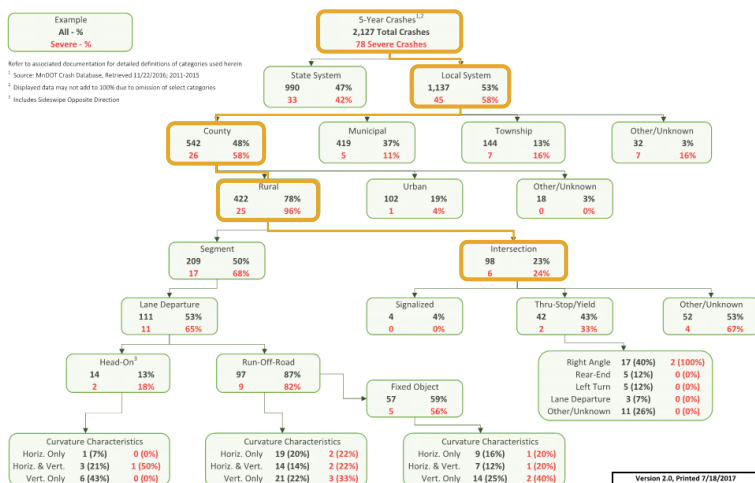 Example
All - %
Severe - %
5-Year Crashes1,2
2,127 Total Crashes
78 Severe Crashes
Refer to associated documentation for detailed definitions of categories used herein
1 Source: MnDOT Crash Database, Retrieved 11/22/2016; 2011-2015
2 Displayed data may not add to 100% due to omission of select categories
3 Includes Sideswipe Opposite Direction
State System
990 47%
33 42%
Local System
1,137 53%
45 58%
County
542 48%
26 58%
Municipal
419 37%
5 11%
Township
144 13%
7 16%
Other/Unknown
32 3%
7 16%
Rural
422 78%
25 96%
Urban
102 19%
1 4%
Other/Unknown
18 3%
0 0%
Segment
209 50%
17 68%
Intersection
98 23%
6 24%
Lane Departure
111 53%
11 65%
Signalized
4 4%
0 0%
Thru-Stop/Yield
42 43%
2 33%
Other/Unknown
52 53%
4 67%
Head-On3
14 13%
2 18%
Run-Off-Road
97 87%
9 82%
Fixed Object
57 59%
5 56%
Right Angle 17 (40%) 2 (100%)
Rear-End 5 (12%) 0 (0%)
Left Turn 5 (12%) 0 (0%)
Lane Departure 3 (7%) 0 (0%)
Other/Unknown 11 (26%) 0 (0%)
Curvature Characteristics
Horiz. Only 1 (7%) 0 (0%)
Horiz. & Vert. 3 (21%) 1 (50%)
Vert. Only 6 (43%) 0 (0%)
Curvature Characteristics
Horiz. Only 19 (20%) 2 (22%)
Horiz. & Vert. 14 (14%) 2 (22%)
Vert. Only 21 (22%) 3 (33%)
Curvature Characteristics
Horiz. Only 9 (16%) 1 (20%)
Horiz. & Vert. 7 (12%) 1 (20%)
Vert. Only 14 (25%) 2 (40%)
Version 2.0, Printed 7/18/2017